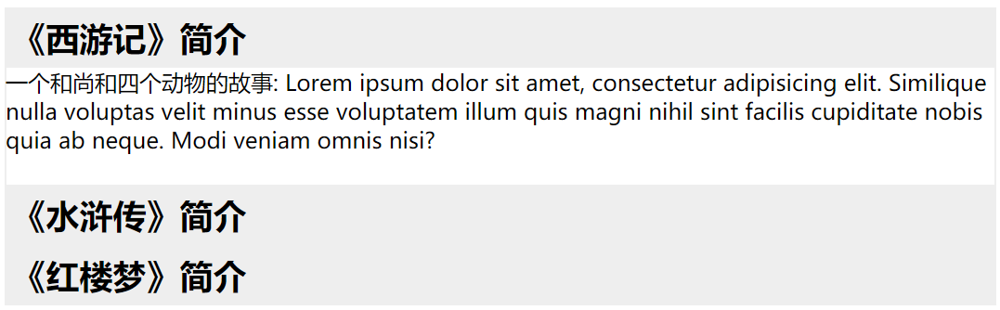 《西游记》简介
一个和尚和四个动物的故事: Lorem ipsum dolor sit amet, consectetur adipisicing elit. Similique
nulla voluptas velit minus esse voluptatem illum quis magni nihil sint facilis cupiditate nobis
quia ab neque. Modi veniam omnis nisi?
《水浒传》简介
《红楼梦》简介